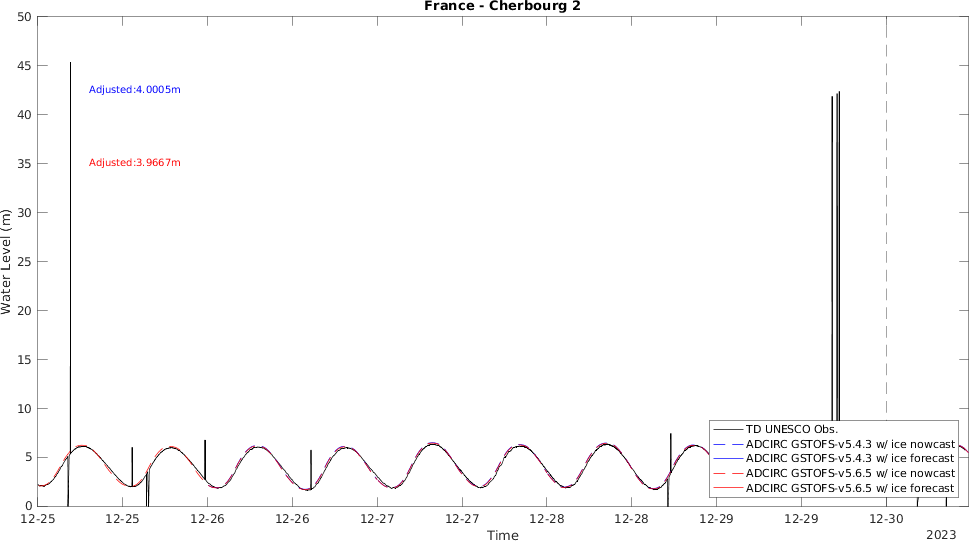 France - Cherbourg 2
50
45
40
35
30
25
20
15
10
5
0
Water Level (m)
Adjusted:4.0005m
Adjusted:3.9667m
TD UNESCO Obs.
ADCIRC GSTOFS-v5.4.3 w/ ice nowcast
ADCIRC GSTOFS-v5.4.3 w/ ice forecast
ADCIRC GSTOFS-v5.6.5 w/ ice nowcast
ADCIRC GSTOFS-v5.6.5 w/ ice forecast
12-25 12-25 12-26 12-26 12-27 12-27 12-28 12-28 12-29 12-29 12-30
Time
2023